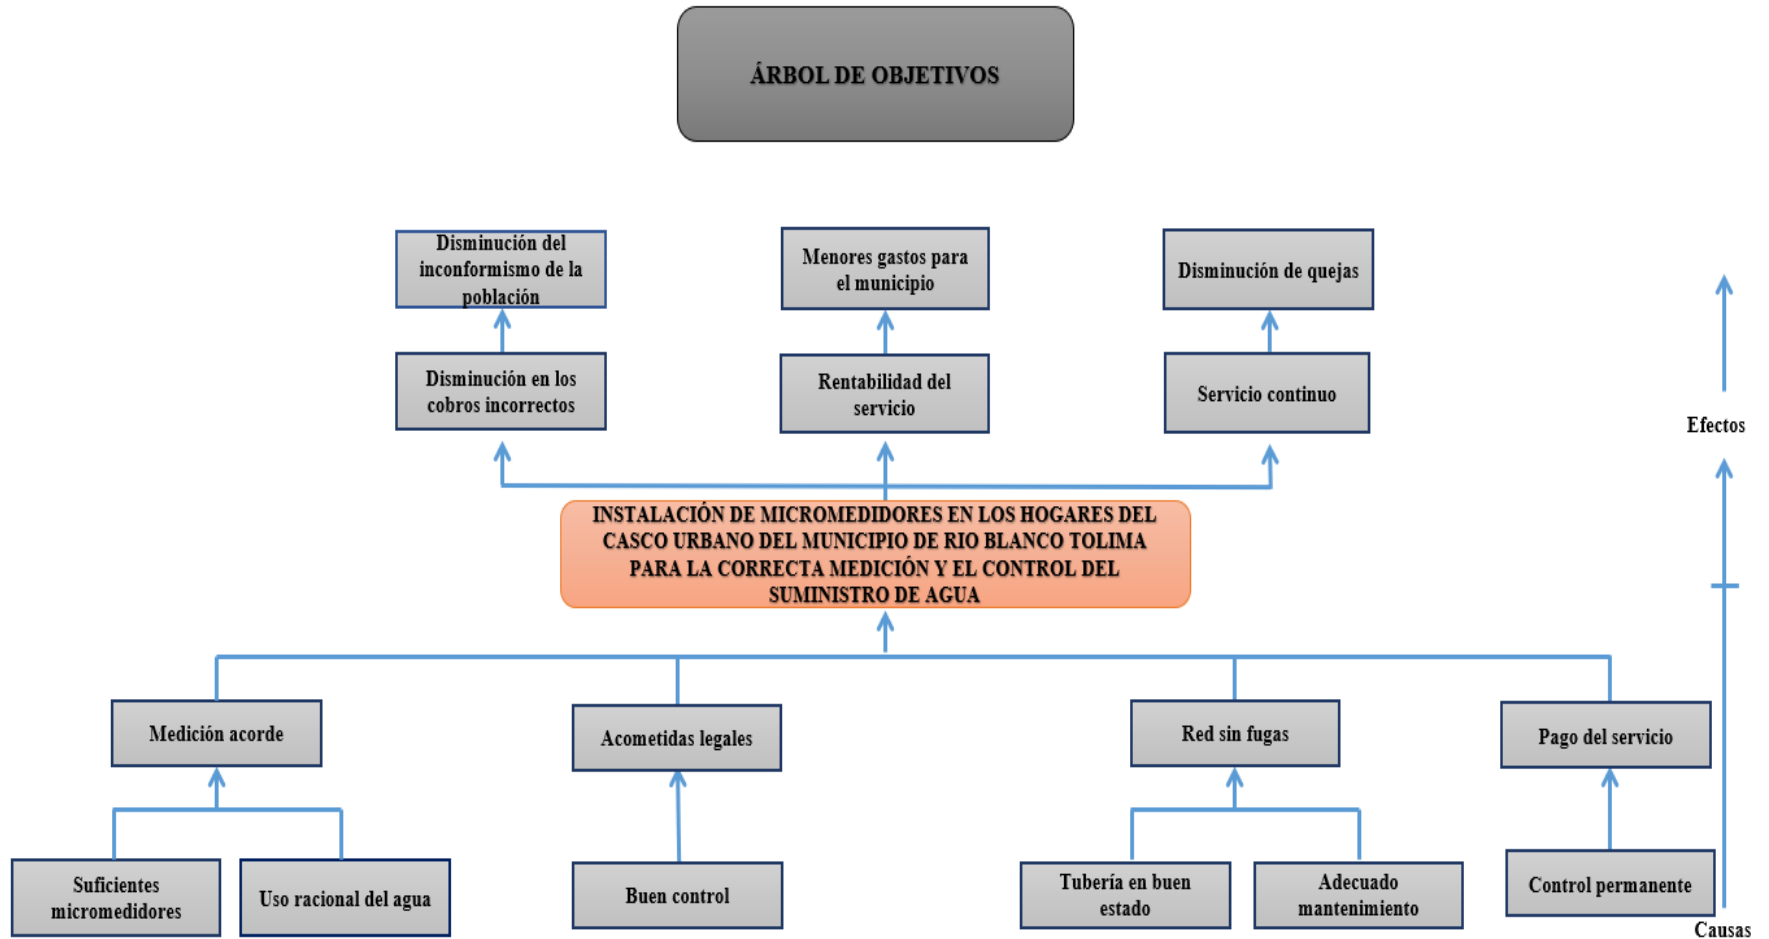 ÁRBOL DE OBJETIVOS
Disminución del
inconformismo de la
población
Menores gastos para
el municipio
Disminución de quejas
Disminución en los
cobros incorrectos
Rentabilidad del
servicio
Servicio continuo
Efectos
INSTALACIÓN DE MICROMEDIDORES EN LOS HOGARES DEL
CASCO URBANO DEL MUNICIPIO DE RIO BLANCO TOLIMA
PARA LA CORRECTA MEDICIÓN Y EL CONTROL DEL
SUMINISTRO DE AGUA
Medición acorde
Acometidas legales
Red sin fugas
Pago del servicio
Suficientes
micromedidores
Uso racional del agua
Buen control
Tubería en buen
estado
Adecuado
mantenimiento
Control permanente
Causas